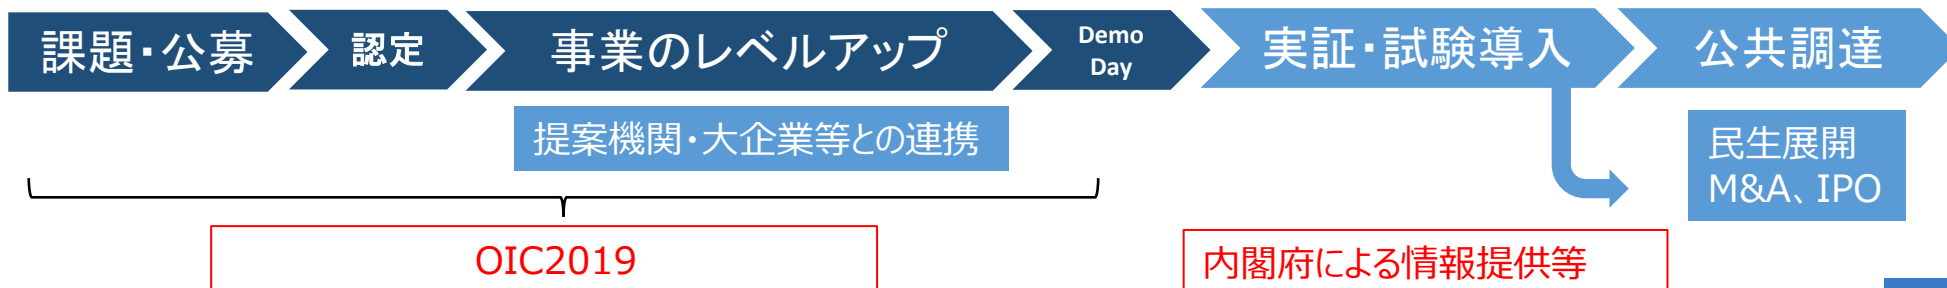 課題・公募
認定
事業のレベルアップ
Demo
Day
実証・試験導入
公共調達
提案機関・大企業等との連携
民生展開
M&A、IPO
OIC2019
内閣府による情報提供等